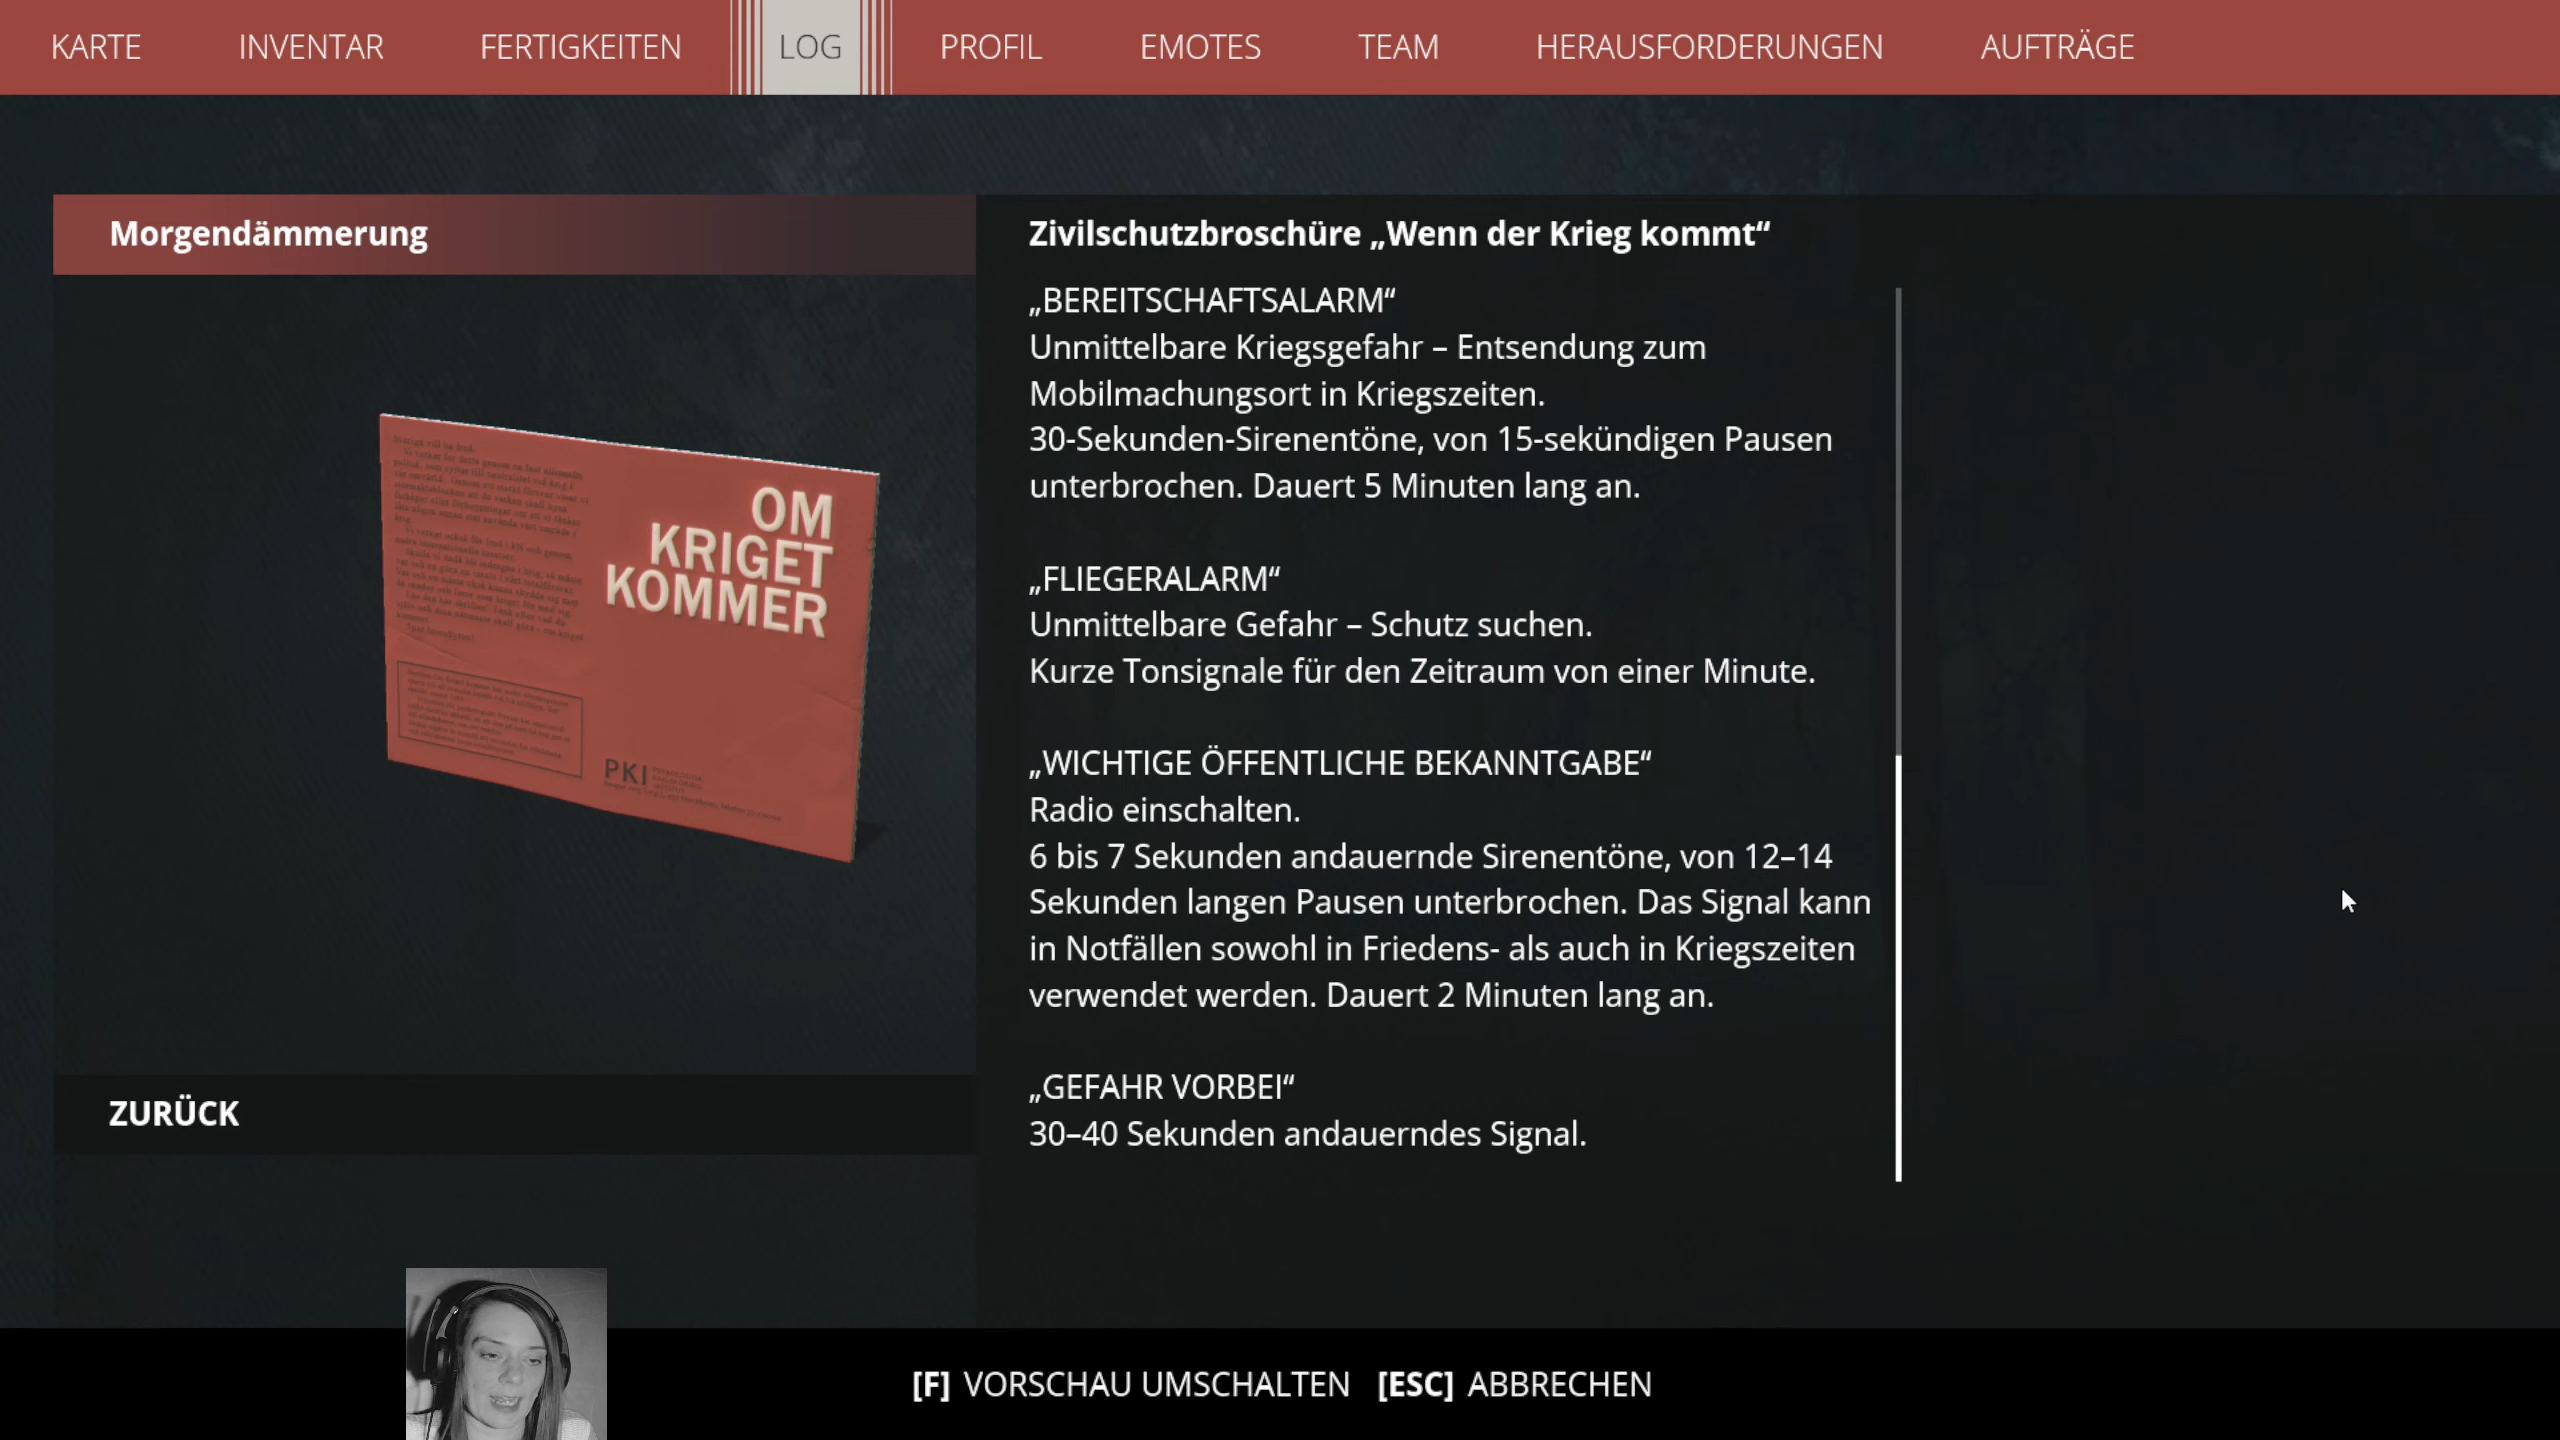 KARTE
INVENTAR
FERTIGKEITEN
LOG
PROFIL
EMOTES
TEAM
HERAUSFORDERUNGEN
AUFTRÄGE
Morgendämmerung
OM
KRIGET
KOMMER
PKI
ZURÜCK
Zivilschutzbroschüre „Wenn der Krieg kommt“
„BEREITSCHAFTSALARM“
Unmittelbare Kriegsgefahr – Entsendung zum
Mobilmachungsort in Kriegszeiten.
30-Sekunden-Sirenentöne, von 15-sekündigen Pausen
unterbrochen. Dauert 5 Minuten lang an.
„FLIEGERALARM“
Unmittelbare Gefahr – Schutz suchen.
Kurze Tonsignale für den Zeitraum von einer Minute.
„WICHTIGE ÖFFENTLICHE BEKANNTGABE“
Radio einschalten.
6 bis 7 Sekunden andauernde Sirenentöne, von 12–14
Sekunden langen Pausen unterbrochen. Das Signal kann
in Notfällen sowohl in Friedens- als auch in Kriegszeiten
verwendet werden. Dauert 2 Minuten lang an.
„GEFAHR VORBEI“
30–40 Sekunden andauerndes Signal.
[F] VORSCHAU UMSCHALTEN [ESC] ABBRECHEN